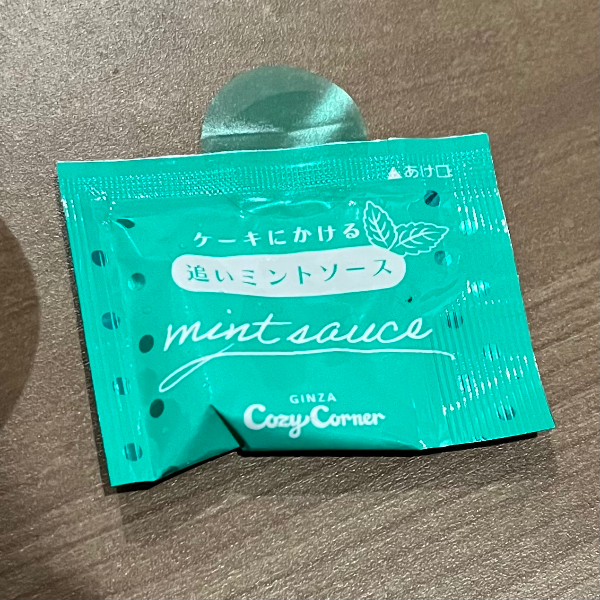 ▲あけ口
ケーキにかける
追いミントソース
mint sauce
GINZA
Cozy Corner